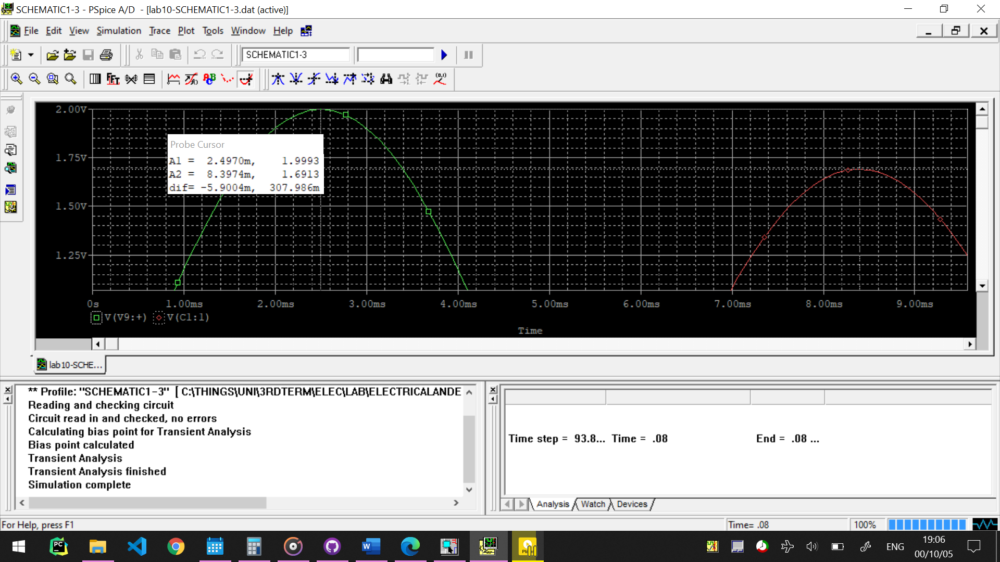 SCHEMATIC1-3 - PSpice A/D - [lab10-SCHEMATIC1-3.dat (active)]
File Edit View Simulation Trace Plot Tools Window Help
SCHEMATIC1-3
2.00V
1.75V
1.50V
1.25V
Probe Cursor
A1 = 2.4970m, 1.9993
A2 = 8.3974m, 1.6913
dif= -5.9004m, 307.986m
0s 1.00ms 2.00ms 3.00ms 4.00ms 5.00ms 6.00ms 7.00ms 8.00ms 9.00ms
V(V9:+) V(C1:1)
Time
lab10-SCHE...
** Profile: "SCHEMATIC1-3" [ C:\THINGS\UNI\3RDTERM\ELEC\LAB\ELECTRICALANDE
Reading and checking circuit
Circuit read in and checked, no errors
Calculating bias point for Transient Analysis
Bias point calculated
Transient Analysis
Transient Analysis finished
Simulation complete
Time step = 93.8... Time = .08 End = .08 ...
Analysis Watch Devices
For Help, press F1
Time= .08 100%
ENG
19:06
00/10/05